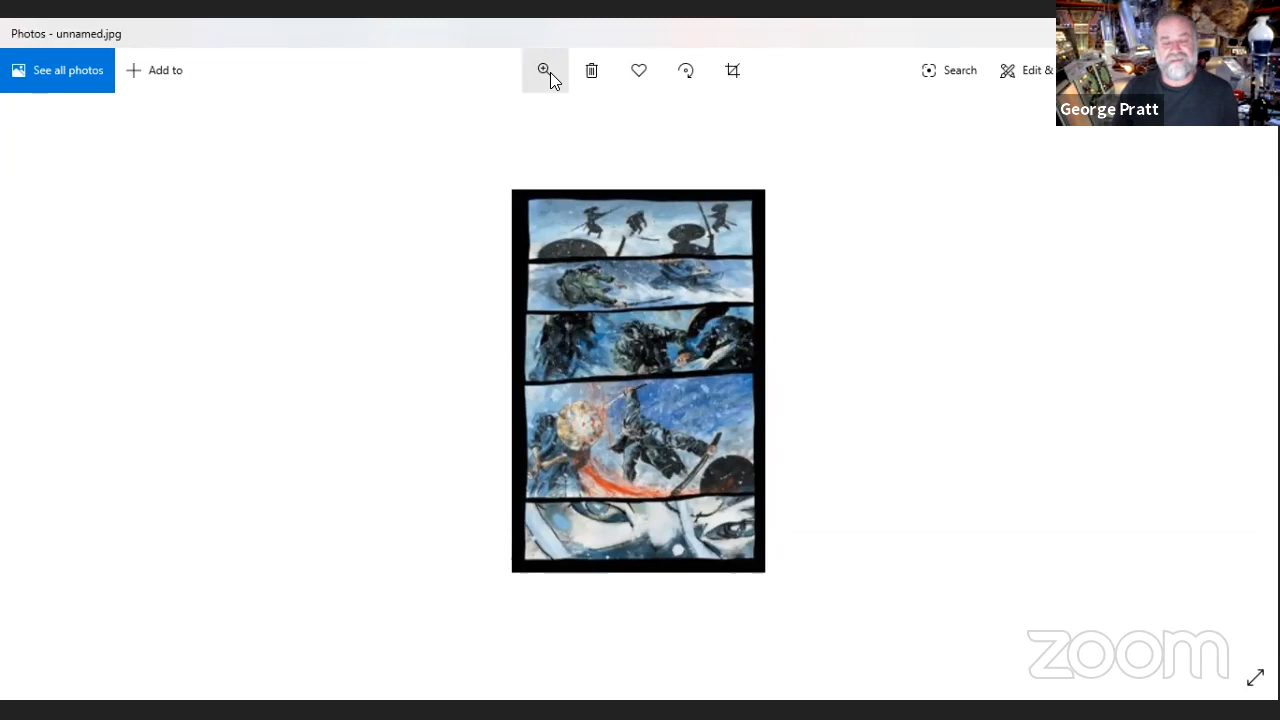 Photos - unnamed.jpg
See all photos
Add to
Search
Edit &
George Pratt
zoom